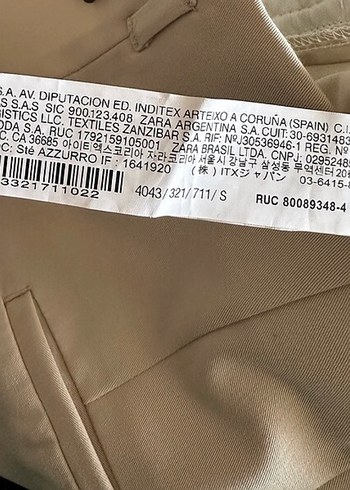 S.A. AV. DIPUTACION ED. INDITEX ARTEIXO A CORUÑA (SPAIN) C.I
S S.A.S SIC 900.123.408 ZARA ARGENTINA S.A. CUIT: 30-6931483
GISTICS LLC. TEXTILES ZANZIBAR S.A. RIF: NºJ30536946-1 REG. Nº
ODA S.A. RUC 1792159105001 ZARA BRASIL LTDA. CNPJ: 0295248
C. CA 36685 아이티엑스코리아 자라코리아 서울시 강남구 삼성동 무역센터 20
C: Sté AZZURRO IF : 1641920 (株) ITXジャパン 03-6415-8
3321711022 4043/321/711/S RUC 80089348-4